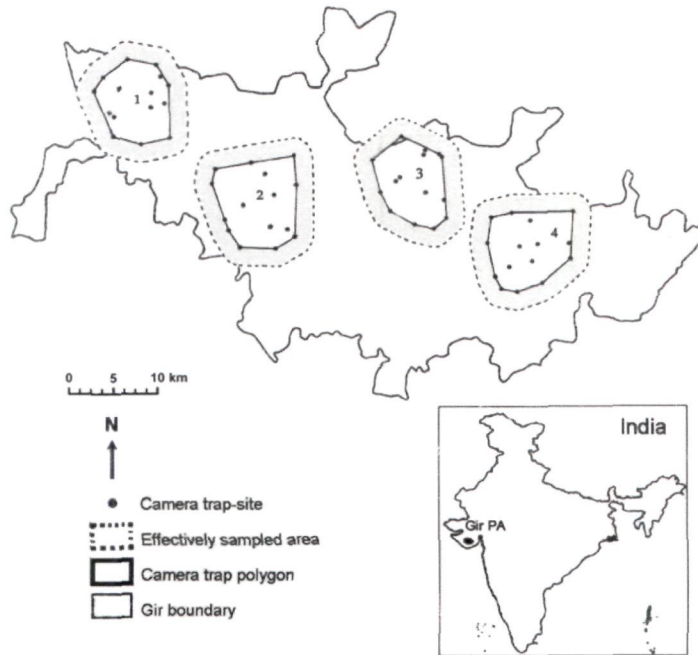 1
2
3
4
0 5 10 km
N
Camera trap-site
Effectively sampled area
Camera trap polygon
Gir boundary
India
Gir PA